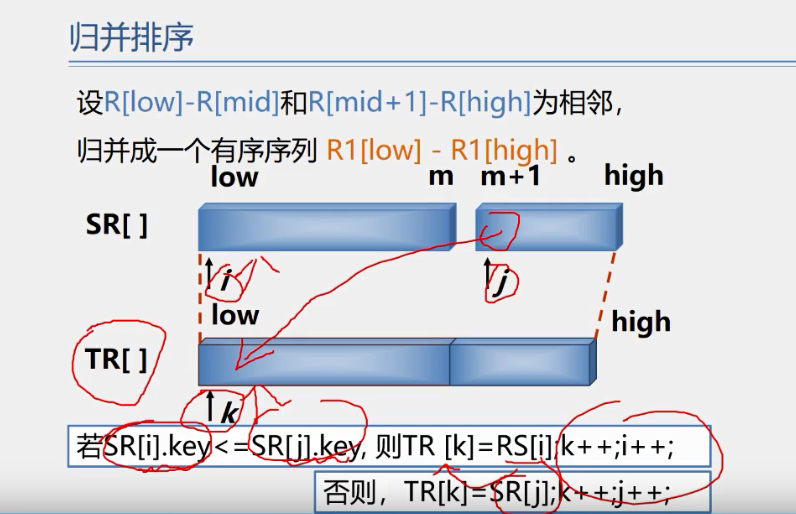 归并排序
设R[low]-R[mid]和R[mid+1]-R[high]为相邻，
归并成一个有序序列 R1[low] - R1[high] 。
low m m+1 high
SR[ ]
i j
low high
TR[ ]
k
若SR[i].key<=SR[j].key, 则TR [k]=RS[i];k++;i++;
否则，TR[k]=SR[j];k++;j++;